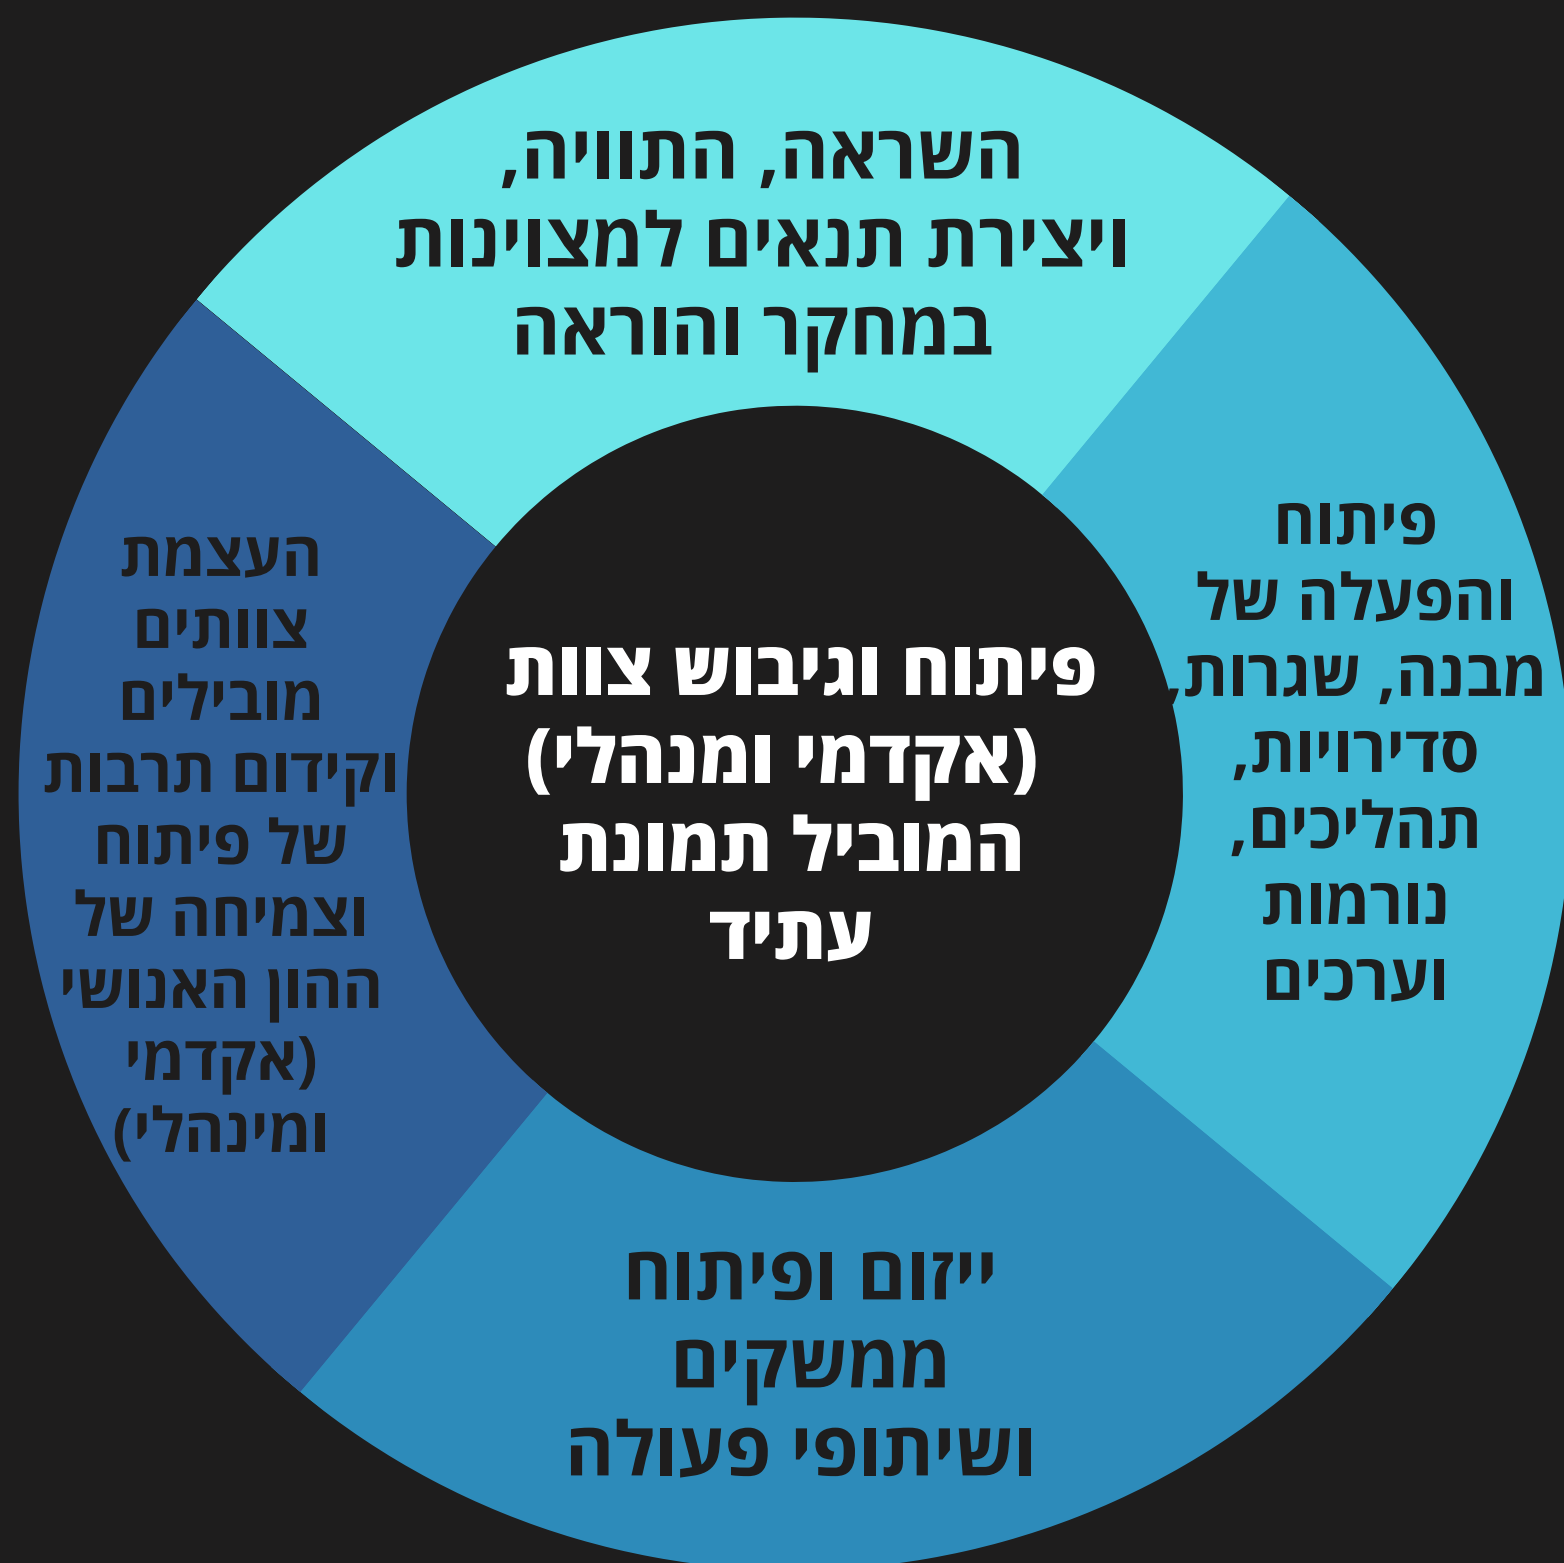 השראה, התוויה,
ויצירת תנאים למצוינות
במחקר והוראה
פיתוח
והפעלה של
מבנה, שגרות,
סדירויות,
תהליכים,
נורמות
וערכים
פיתוח וגיבוש צוות
(אקדמי ומנהלי)
המוביל תמונת
עתיד
העצמת
צוותים
מובילים
וקידום תרבות
של פיתוח
וצמיחה של
ההון האנושי
(אקדמי
ומינהלי)
ייזום ופיתוח
ממשקים
ושיתופי פעולה